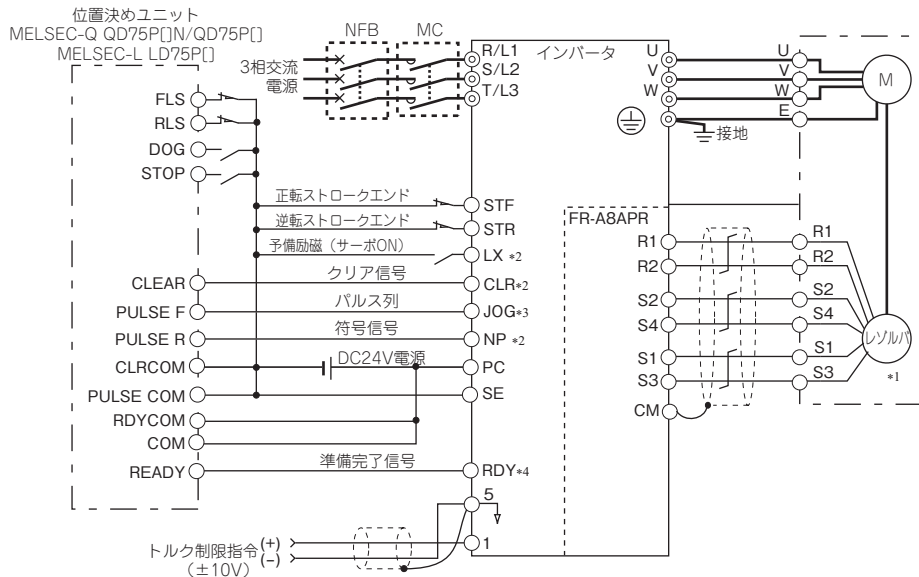 位置決めユニット
MELSEC-Q QD75P[]N/QD75P[]
MELSEC-L LD75P[]
FLS
RLS
DOG
STOP
CLEAR
PULSE F
PULSE R
CLRCOM
PULSE COM
RDYCOM
COM
READY
NFB
MC
3相交流
電源
R/L1
S/L2
T/L3
インバータ
U
V
W
U
V
W
E
M
接地
正転ストロークエンド
逆転ストロークエンド
予備励磁（サーボON）
クリア信号
パルス列
符号信号
DC24V電源
準備完了信号
STF
STR
LX *2
CLR*2
JOG*3
NP *2
PC
SE
RDY*4
5
1
トルク制限指令
（±10V）
(+)
(−)
FR-A8APR
R1
R2
S2
S4
S1
S3
CM
R1
R2
S2
S4
S1
S3
レゾルバ
*1